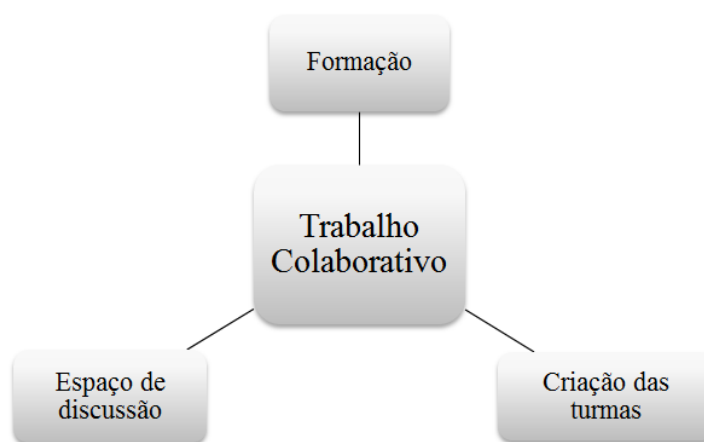 Formação
Trabalho
Colaborativo
Espaço de
discussão
Criação das
turmas